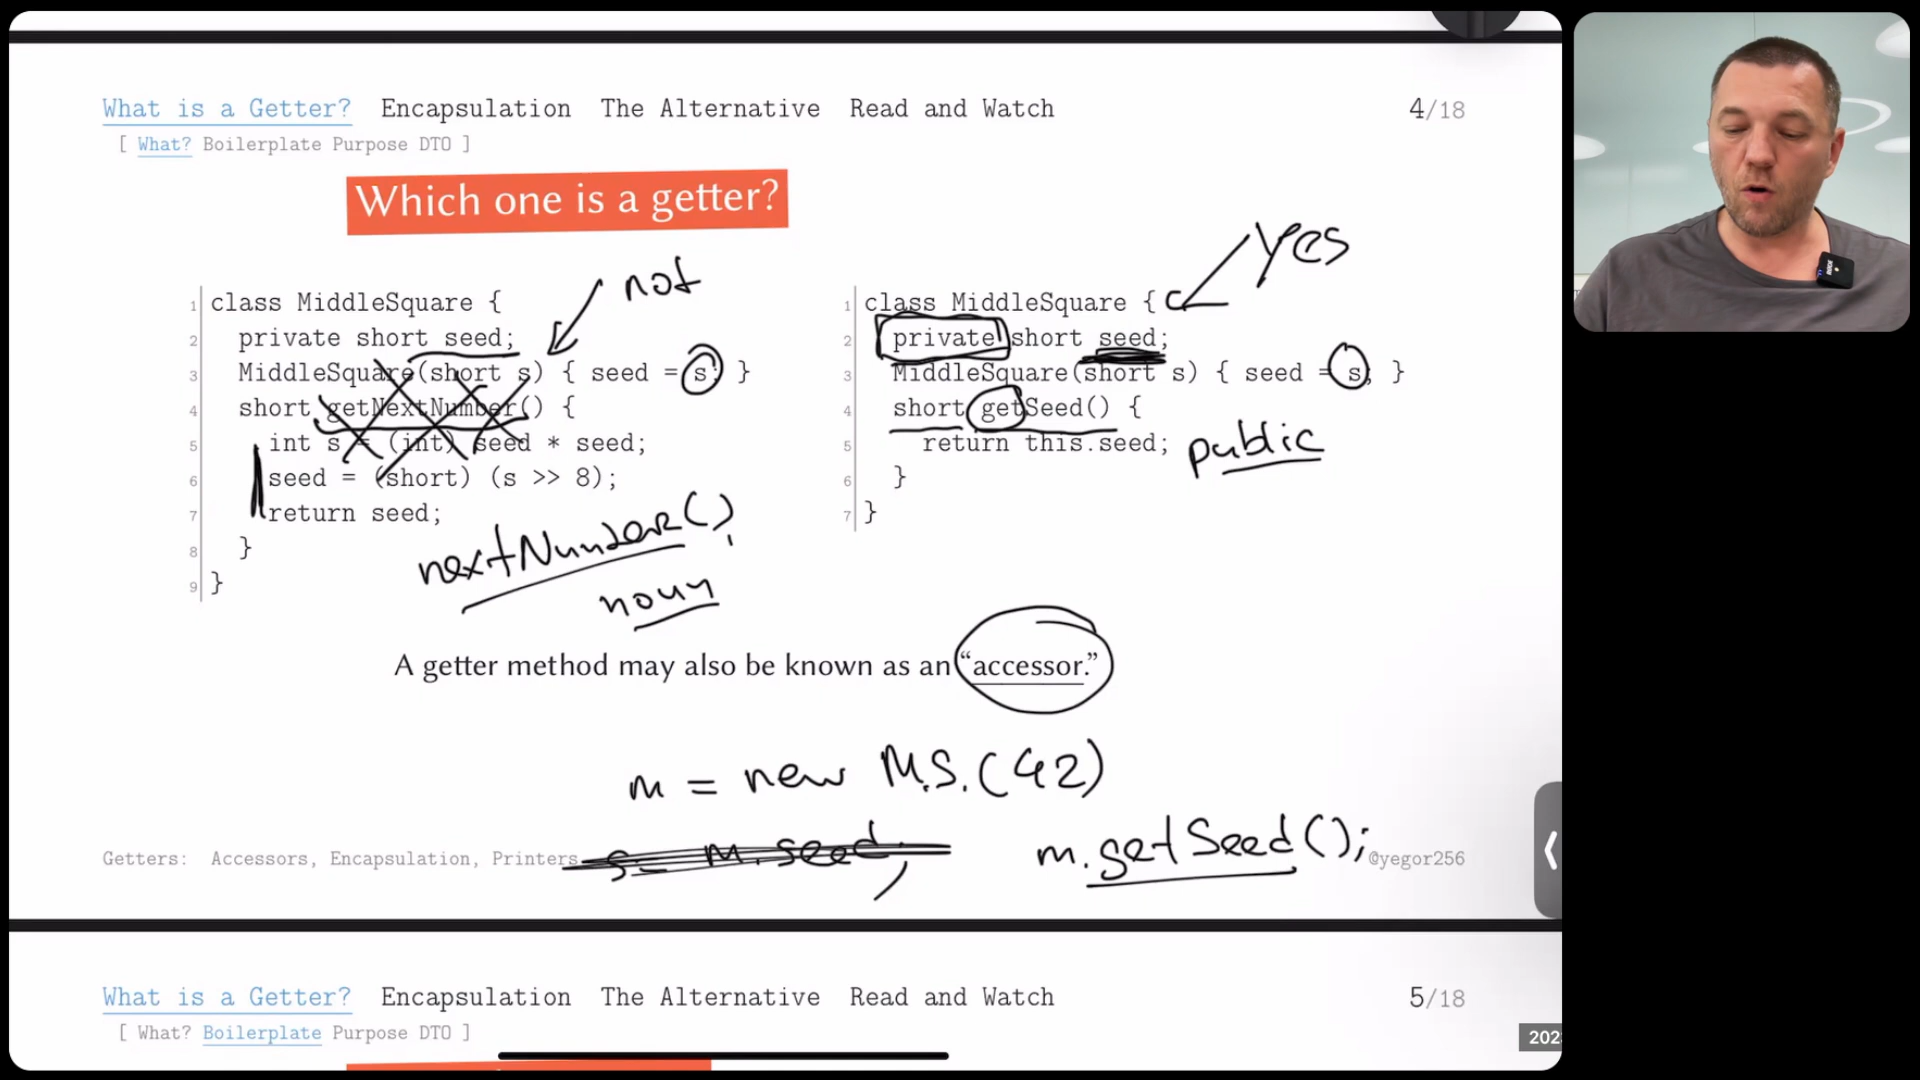 What is a Getter? Encapsulation The Alternative Read and Watch 4/18
[ What? Boilerplate Purpose DTO ]
Which one is a getter?
not
1 class MiddleSquare {
2 private short seed;
3 MiddleSquare(short s) { seed = s; }
4 short getNextNumber() {
5 int s = (int) seed * seed;
6 seed = (short) (s >> 8);
7 return seed;
8 }
9 }
nextNumber();
noun
yes
1 class MiddleSquare {
2 private short seed;
3 MiddleSquare(short s) { seed = s; }
4 short getSeed() {
5 return this.seed;
6 }
7 }
public
A getter method may also be known as an “accessor.”
m = new M.S.(42)
s = m.seed;
m.getSeed();
Getters: Accessors, Encapsulation, Printers @yegor256
What is a Getter? Encapsulation The Alternative Read and Watch 5/18
[ What? Boilerplate Purpose DTO ]
202